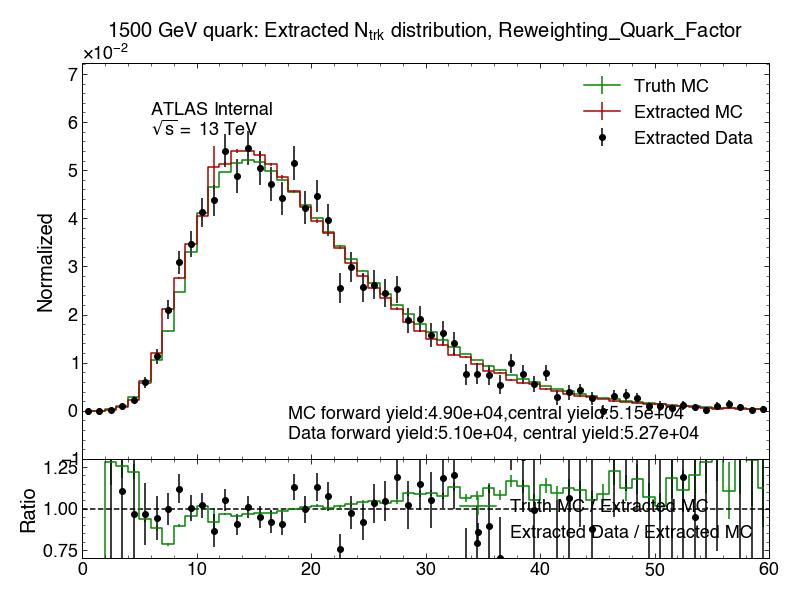 1500 GeV quark: Extracted N_trk distribution, Reweighting_Quark_Factor
×10⁻²
7
6
5
4
3
2
1
0
1
Normalized
ATLAS Internal
√s = 13 TeV
Truth MC
Extracted MC
Extracted Data
MC forward yield:4.90e+04,central yield:5.15e+04
Data forward yield:5.10e+04, central yield:5.27e+04
1.25
1.00
0.75
Ratio
Truth MC / Extracted MC
Extracted Data / Extracted MC
0 10 20 30 40 50 60